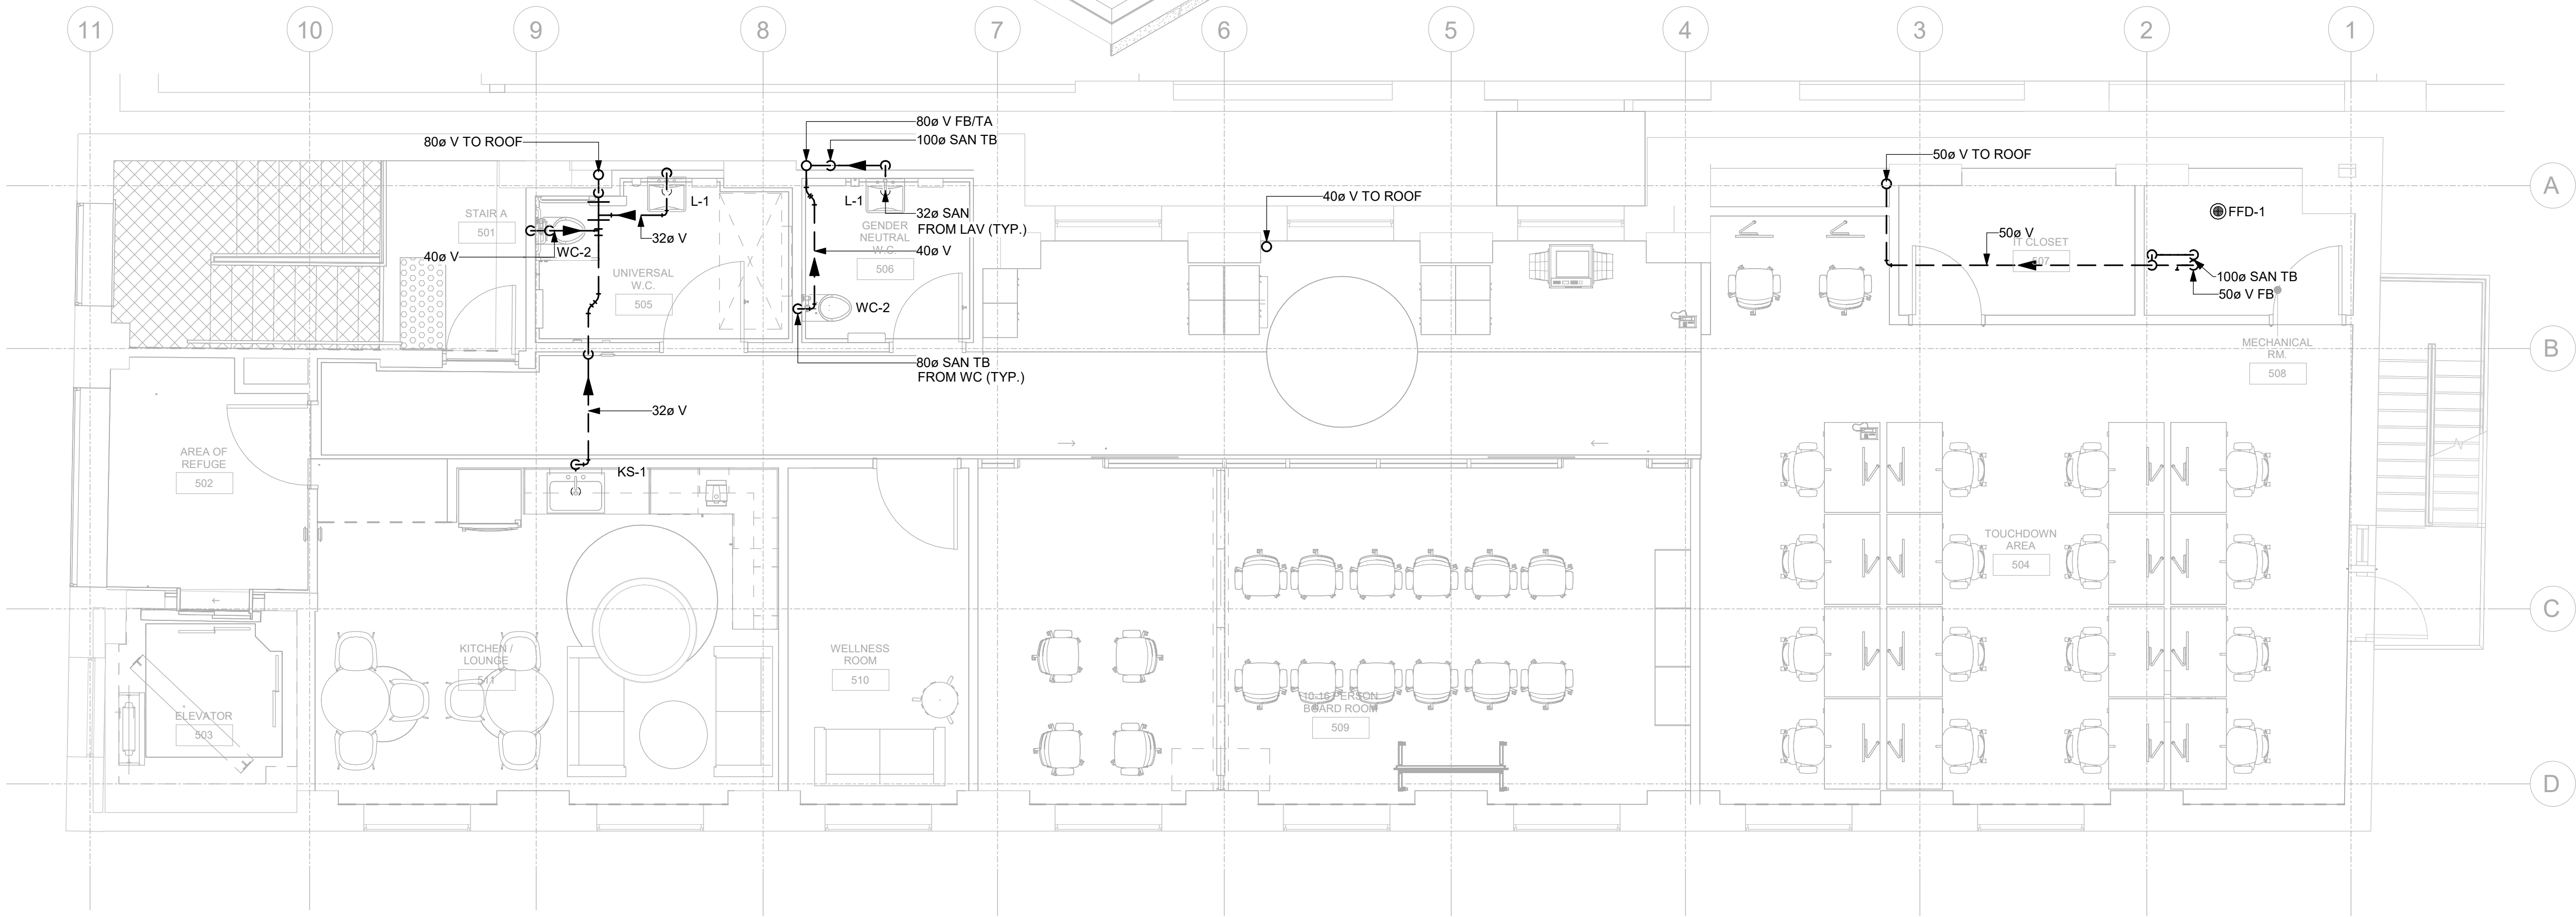 11
10
9
8
7
6
5
4
3
2
1
80ø V FB/TA
100ø SAN TB
80ø V TO ROOF
50ø V TO ROOF
A
40ø V TO ROOF
L-1
L-1
STAIR A
501
32ø SAN
FROM LAV (TYP.)
FFD-1
GENDER
NEUTRAL
W.C.
506
32ø V
50ø V
IT CLOSET
507
40ø V
WC-2
40ø V
UNIVERSAL
W.C.
505
100ø SAN TB
50ø V FB
WC-2
B
MECHANICAL
RM.
508
80ø SAN TB
FROM WC (TYP.)
32ø V
AREA OF
REFUGE
502
KS-1
TOUCHDOWN
AREA
504
C
KITCHEN /
LOUNGE
511
WELLNESS
ROOM
510
10-16 PERSON
BOARD ROOM
509
ELEVATOR
503
D